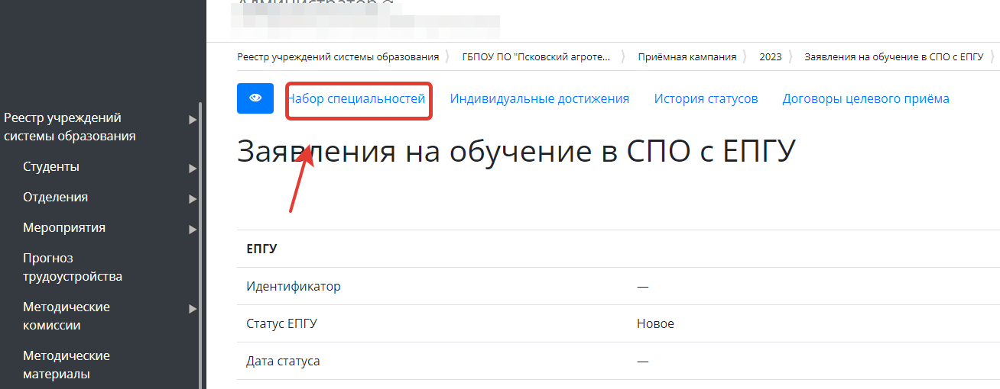 Администратор
Реестр учреждений системы образования ГБПОУ ПО "Псковский агроте... Приёмная кампания 2023 Заявления на обучение в СПО с ЕПГУ
Набор специальностей Индивидуальные достижения История статусов Договоры целевого приёма
Заявления на обучение в СПО с ЕПГУ
ЕПГУ
Идентификатор —
Статус ЕПГУ Новое
Дата статуса —
Реестр учреждений
системы образования
Студенты
Отделения
Мероприятия
Прогноз
трудоустройства
Методические
комиссии
Методические
материалы